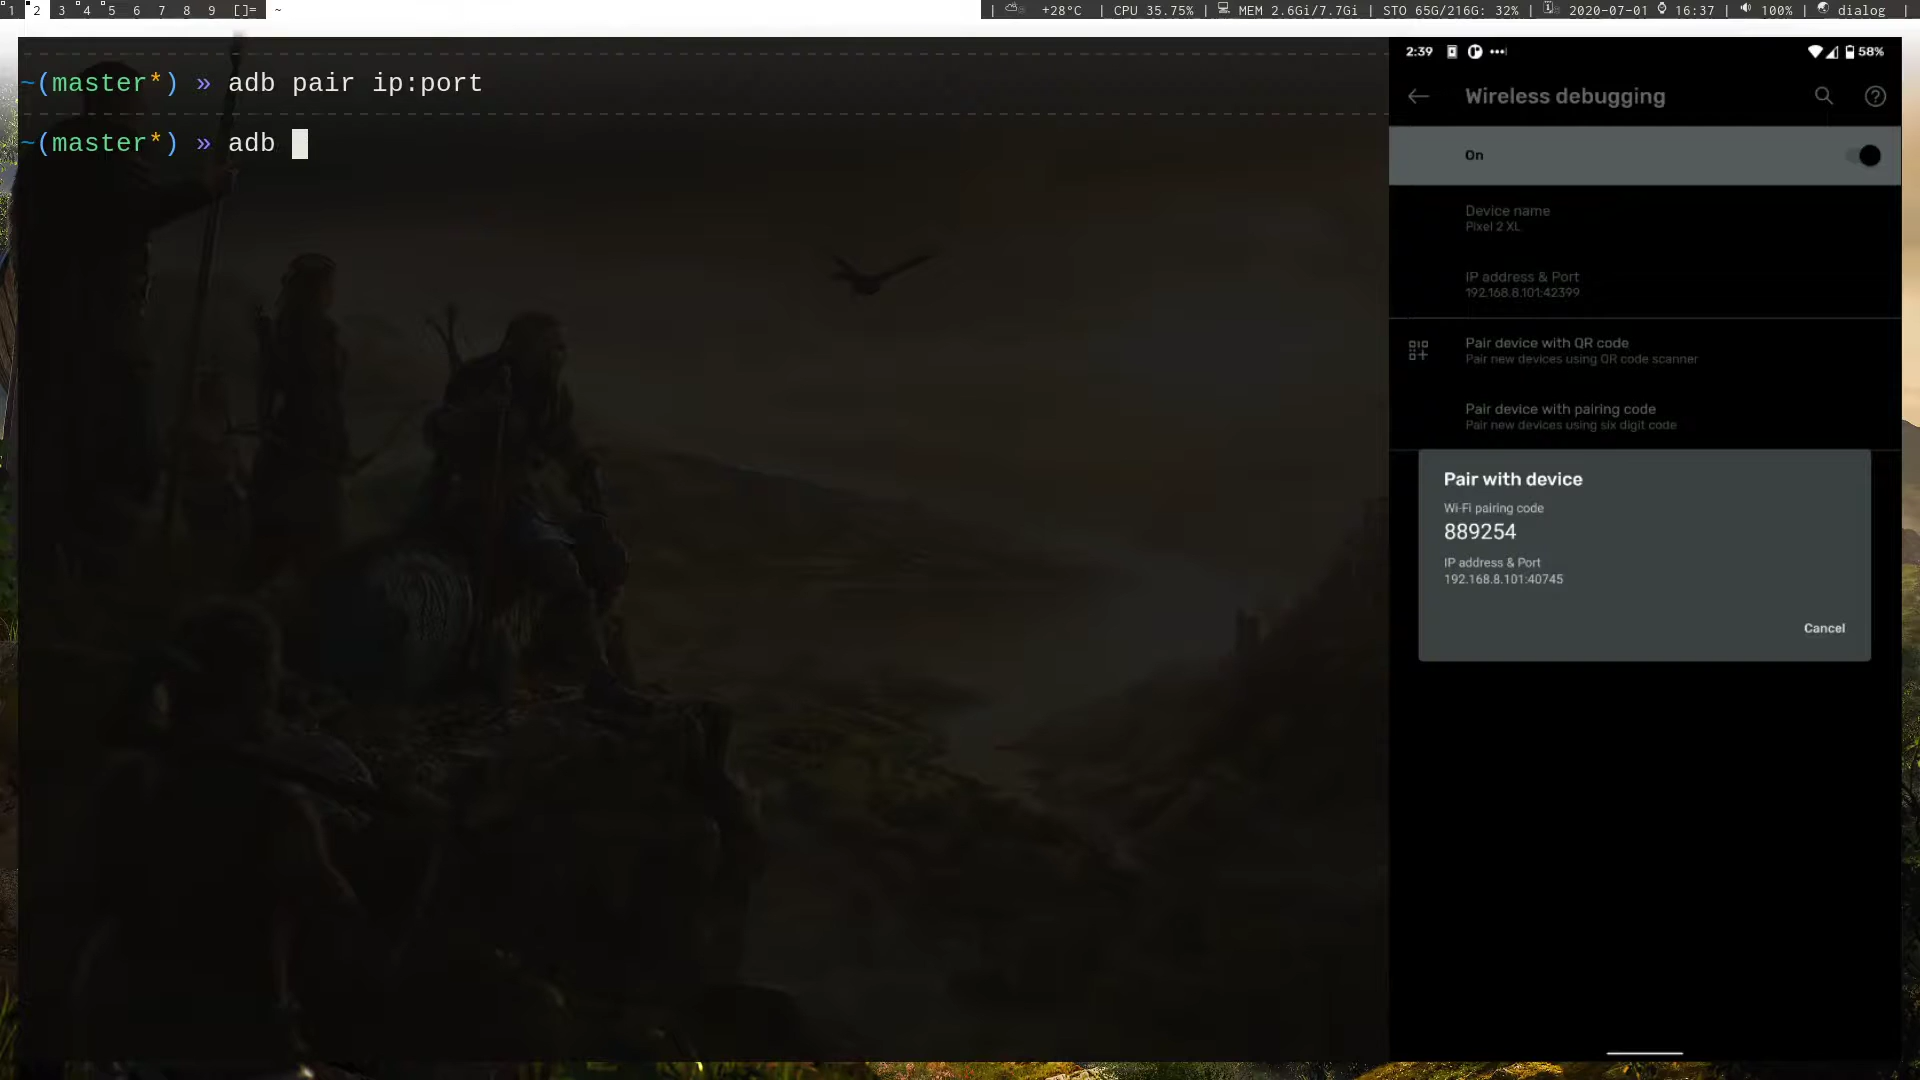 1 2 3 4 5 6 7 8 9 []= ~
| +28°C | CPU 35.75% | MEM 2.6Gi/7.7Gi | STO 65G/216G: 32% | 2020-07-01 16:37 | 100% | dialog |
~(master*) » adb pair ip:port
~(master*) » adb
2:39
58%
Wireless debugging
On
Device name
Pixel 2 XL
IP address & Port
192.168.8.101:42399
Pair device with QR code
Pair new devices using QR code scanner
Pair device with pairing code
Pair new devices using six digit code
Pair with device
Wi-Fi pairing code
889254
IP address & Port
192.168.8.101:40745
Cancel